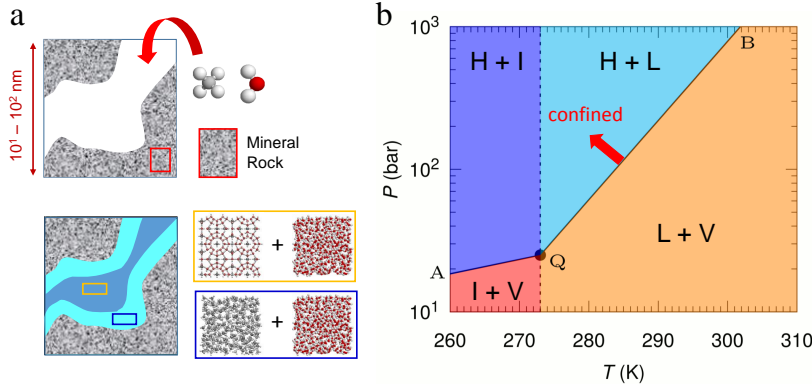 a
10¹ – 10² nm
Mineral
Rock
+
+
b
P (bar)
10³
10²
10¹
H + I
H + L
B
confined
L + V
A
Q
I + V
260 270 280 290 300 310
T (K)